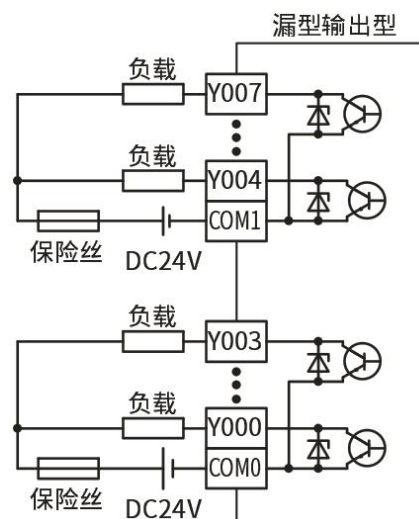 漏型输出型
负载
Y007
负载
Y004
COM1
保险丝
DC24V
负载
Y003
负载
Y000
COM0
保险丝
DC24V